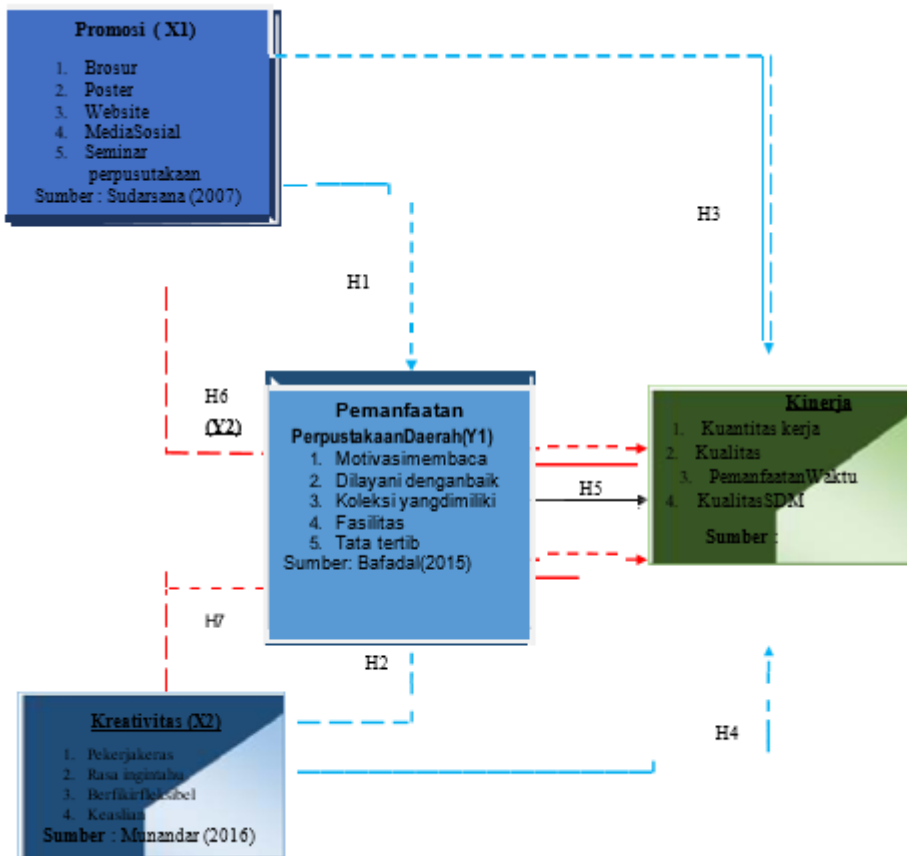 Promosi ( X1)
1. Brosur
2. Poster
3. Website
4. MediaSosial
5. Seminar
perpusutakaan
Sumber : Sudarsana (2007)
H3
H1
H6
(Y2)
Pemanfaatan
PerpustakaanDaerah(Y1)
1. Motivasimembaca
2. Dilayani denganbaik
3. Koleksi yangdimiliki
4. Fasilitas
5. Tata tertib
Sumber: Bafadal(2015)
H5
Kinerja
1. Kuantitas kerja
2. Kualitas
3. PemanfaatanWaktu
4. KualitasSDM
Sumber :
H7
H2
Kreativitas (X2)
1. Pekerjakeras
2. Rasa ingintahu
3. Berfikirfleksibel
4. Keaslian
Sumber : Munandar (2016)
H4